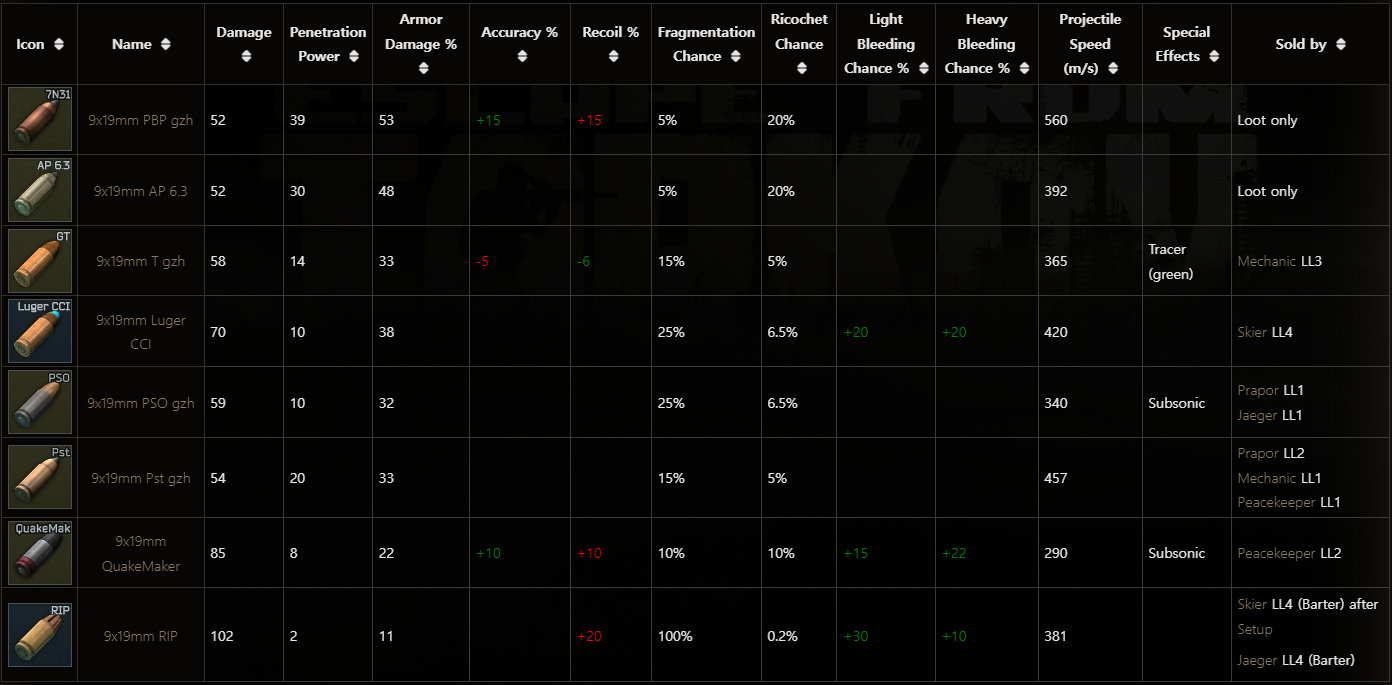 Icon Name Damage Penetration Power Armor Damage % Accuracy % Recoil % Fragmentation Chance Ricochet Chance Light Bleeding Chance % Heavy Bleeding Chance % Projectile Speed (m/s) Special Effects Sold by
7N31 9x19mm PBP gzh 52 39 53 +15 +15 5% 20% 560 Loot only
AP 6.3 9x19mm AP 6.3 52 30 48 5% 20% 392 Loot only
GT 9x19mm T gzh 58 14 33 -5 -6 15% 5% 365 Tracer (green) Mechanic LL3
Luger CCI 9x19mm Luger CCI 70 10 38 25% 6.5% +20 +20 420 Skier LL4
PSO 9x19mm PSO gzh 59 10 32 25% 6.5% 340 Subsonic Prapor LL1
Jaeger LL1
Pst 9x19mm Pst gzh 54 20 33 15% 5% 457 Prapor LL2
Mechanic LL1
Peacekeeper LL1
QuakeMak 9x19mm QuakeMaker 85 8 22 +10 +10 10% 10% +15 +22 290 Subsonic Peacekeeper LL2
RIP 9x19mm RIP 102 2 11 +20 100% 0.2% +30 +10 381 Skier LL4 (Barter) after
Setup
Jaeger LL4 (Barter)
ESCAPE FROM
TARKOV